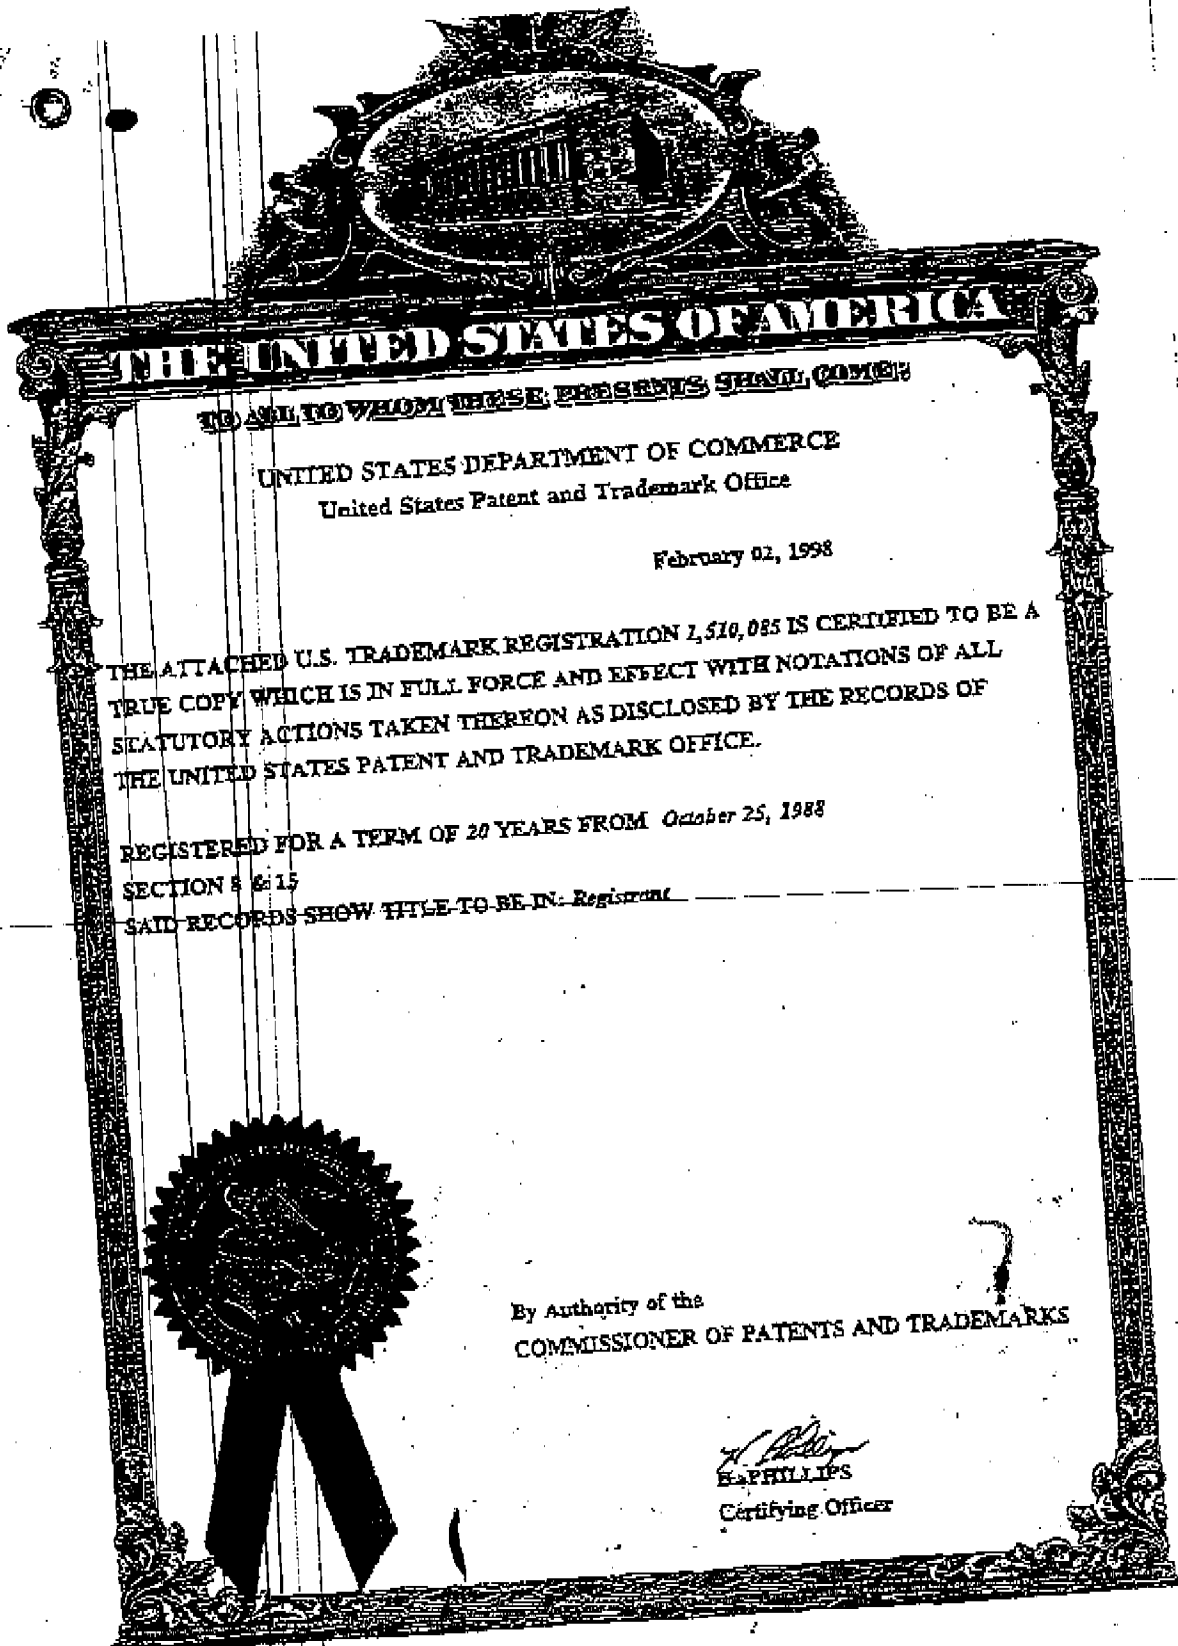 THE UNITED STATES OF AMERICA
TO ALL TO WHOM THESE PRESENTS SHALL COME:
UNITED STATES DEPARTMENT OF COMMERCE
United States Patent and Trademark Office
February 02, 1998
THE ATTACHED U.S. TRADEMARK REGISTRATION 1,510,085 IS CERTIFIED TO BE A
TRUE COPY WHICH IS IN FULL FORCE AND EFFECT WITH NOTATIONS OF ALL
STATUTORY ACTIONS TAKEN THEREON AS DISCLOSED BY THE RECORDS OF
THE UNITED STATES PATENT AND TRADEMARK OFFICE.
REGISTERED FOR A TERM OF 20 YEARS FROM October 25, 1988
SECTION 8 & 15
SAID RECORDS SHOW TITLE TO BE IN: Registrant
By Authority of the
COMMISSIONER OF PATENTS AND TRADEMARKS
H. PHILLIPS
Certifying Officer